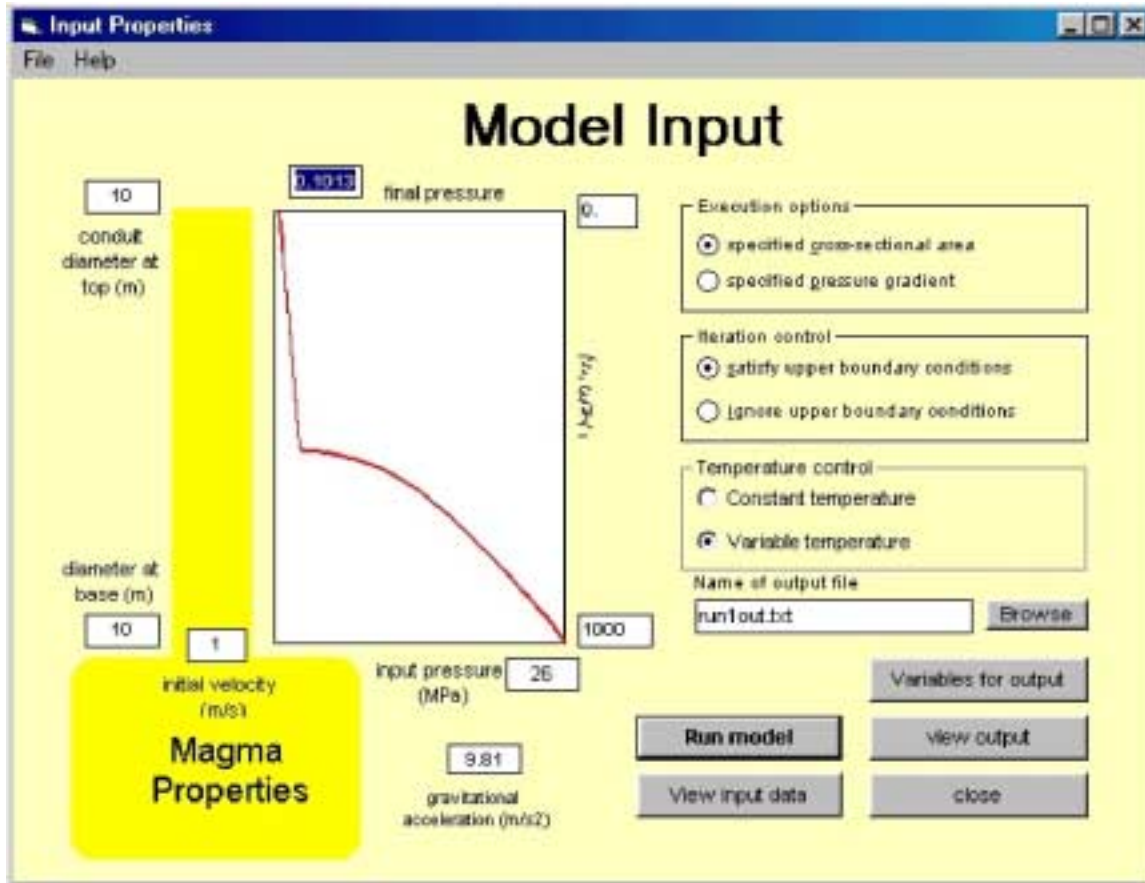 Input Properties
File Help
Model Input
0.1013
final pressure
0.
10
conduit
diameter at
top (m)
diameter at
base (m)
10
1
initial velocity
(m/s)
Magma
Properties
1000
input pressure
(MPa)
26
9.81
gravitational
acceleration (m/s2)
Execution options
specified cross-sectional area
specified pressure gradient
Iteration control
satisfy upper boundary conditions
ignore upper boundary conditions
Temperature control
Constant temperature
Variable temperature
Name of output file
run1out.txt
Browse
Variables for output
Run model
view output
View input data
close